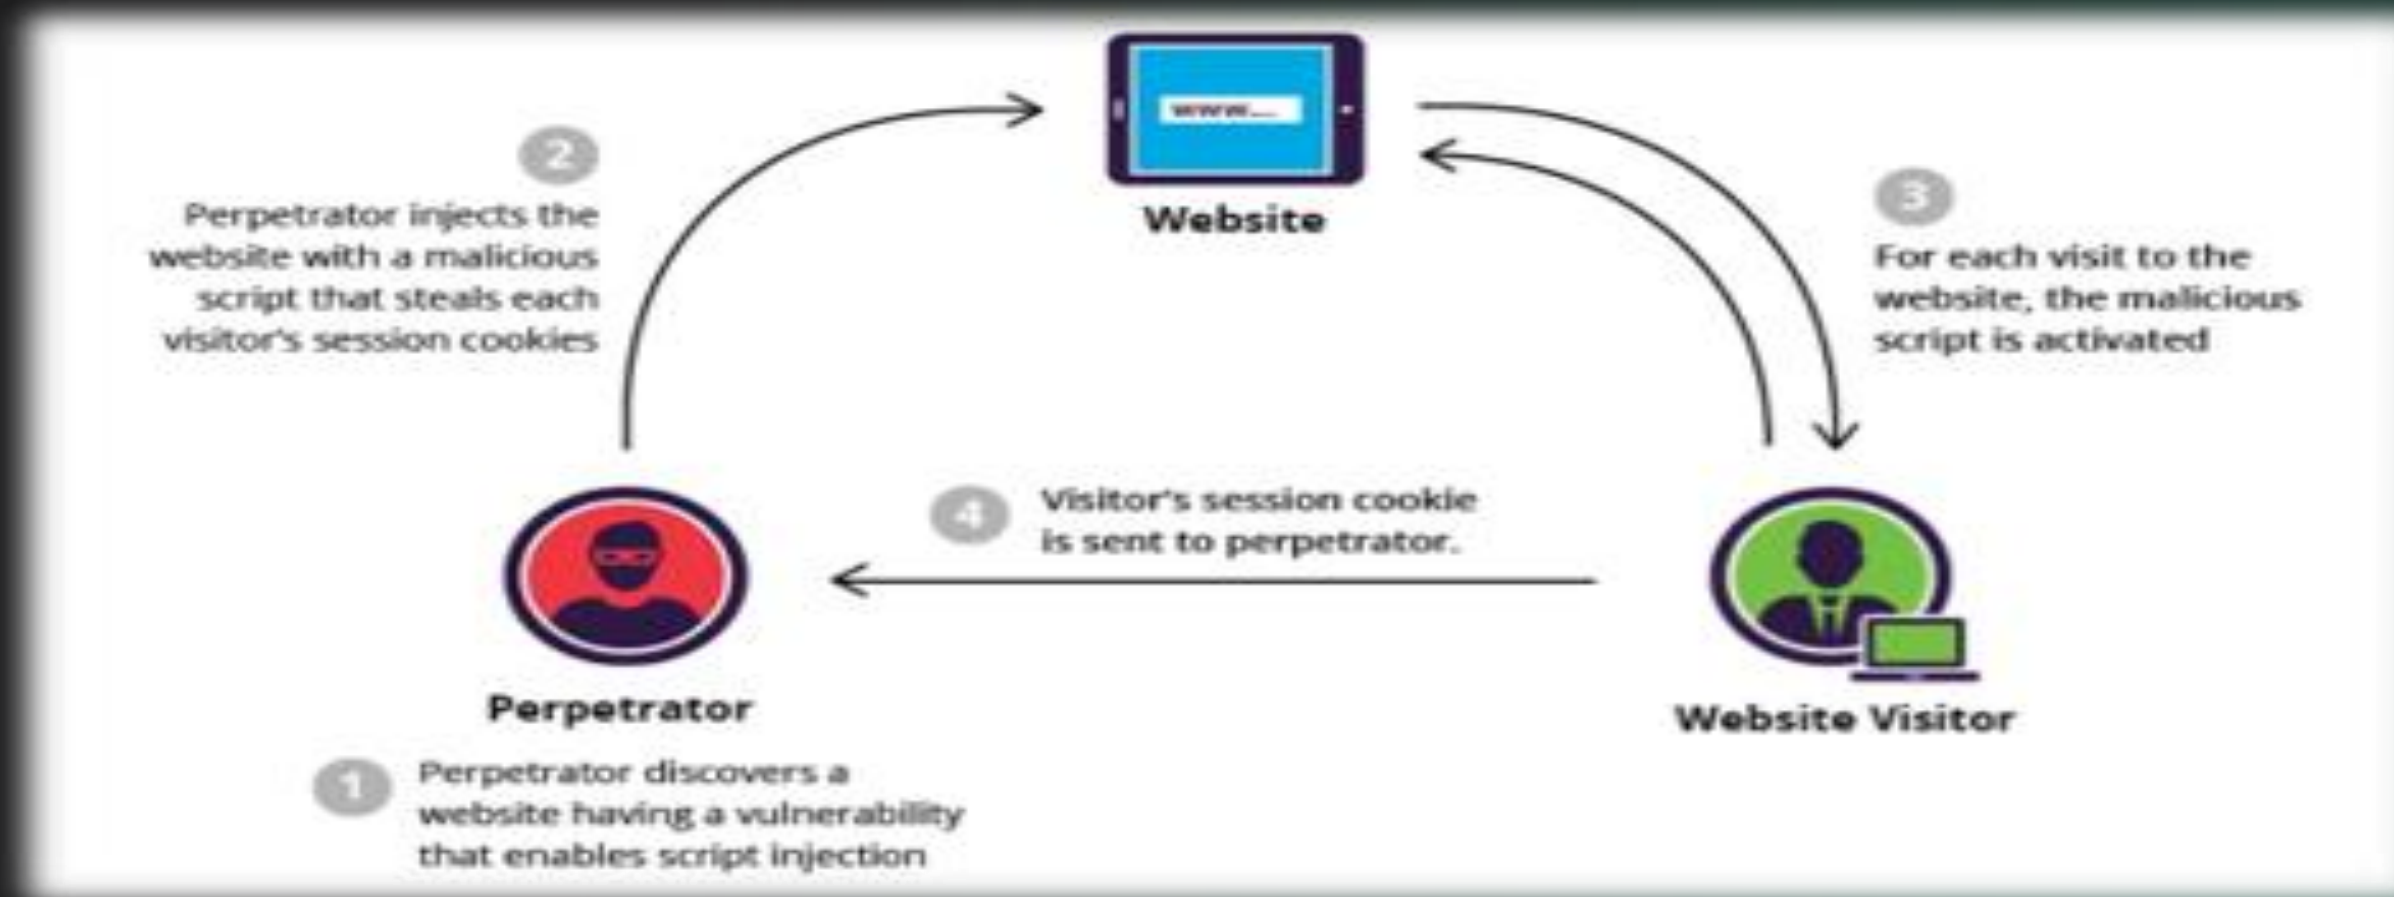 www....
Website
2
Perpetrator injects the
website with a malicious
script that steals each
visitor's session cookies
3
For each visit to the
website, the malicious
script is activated
4
Visitor's session cookie
is sent to perpetrator.
Perpetrator
Website Visitor
1
Perpetrator discovers a
website having a vulnerability
that enables script injection